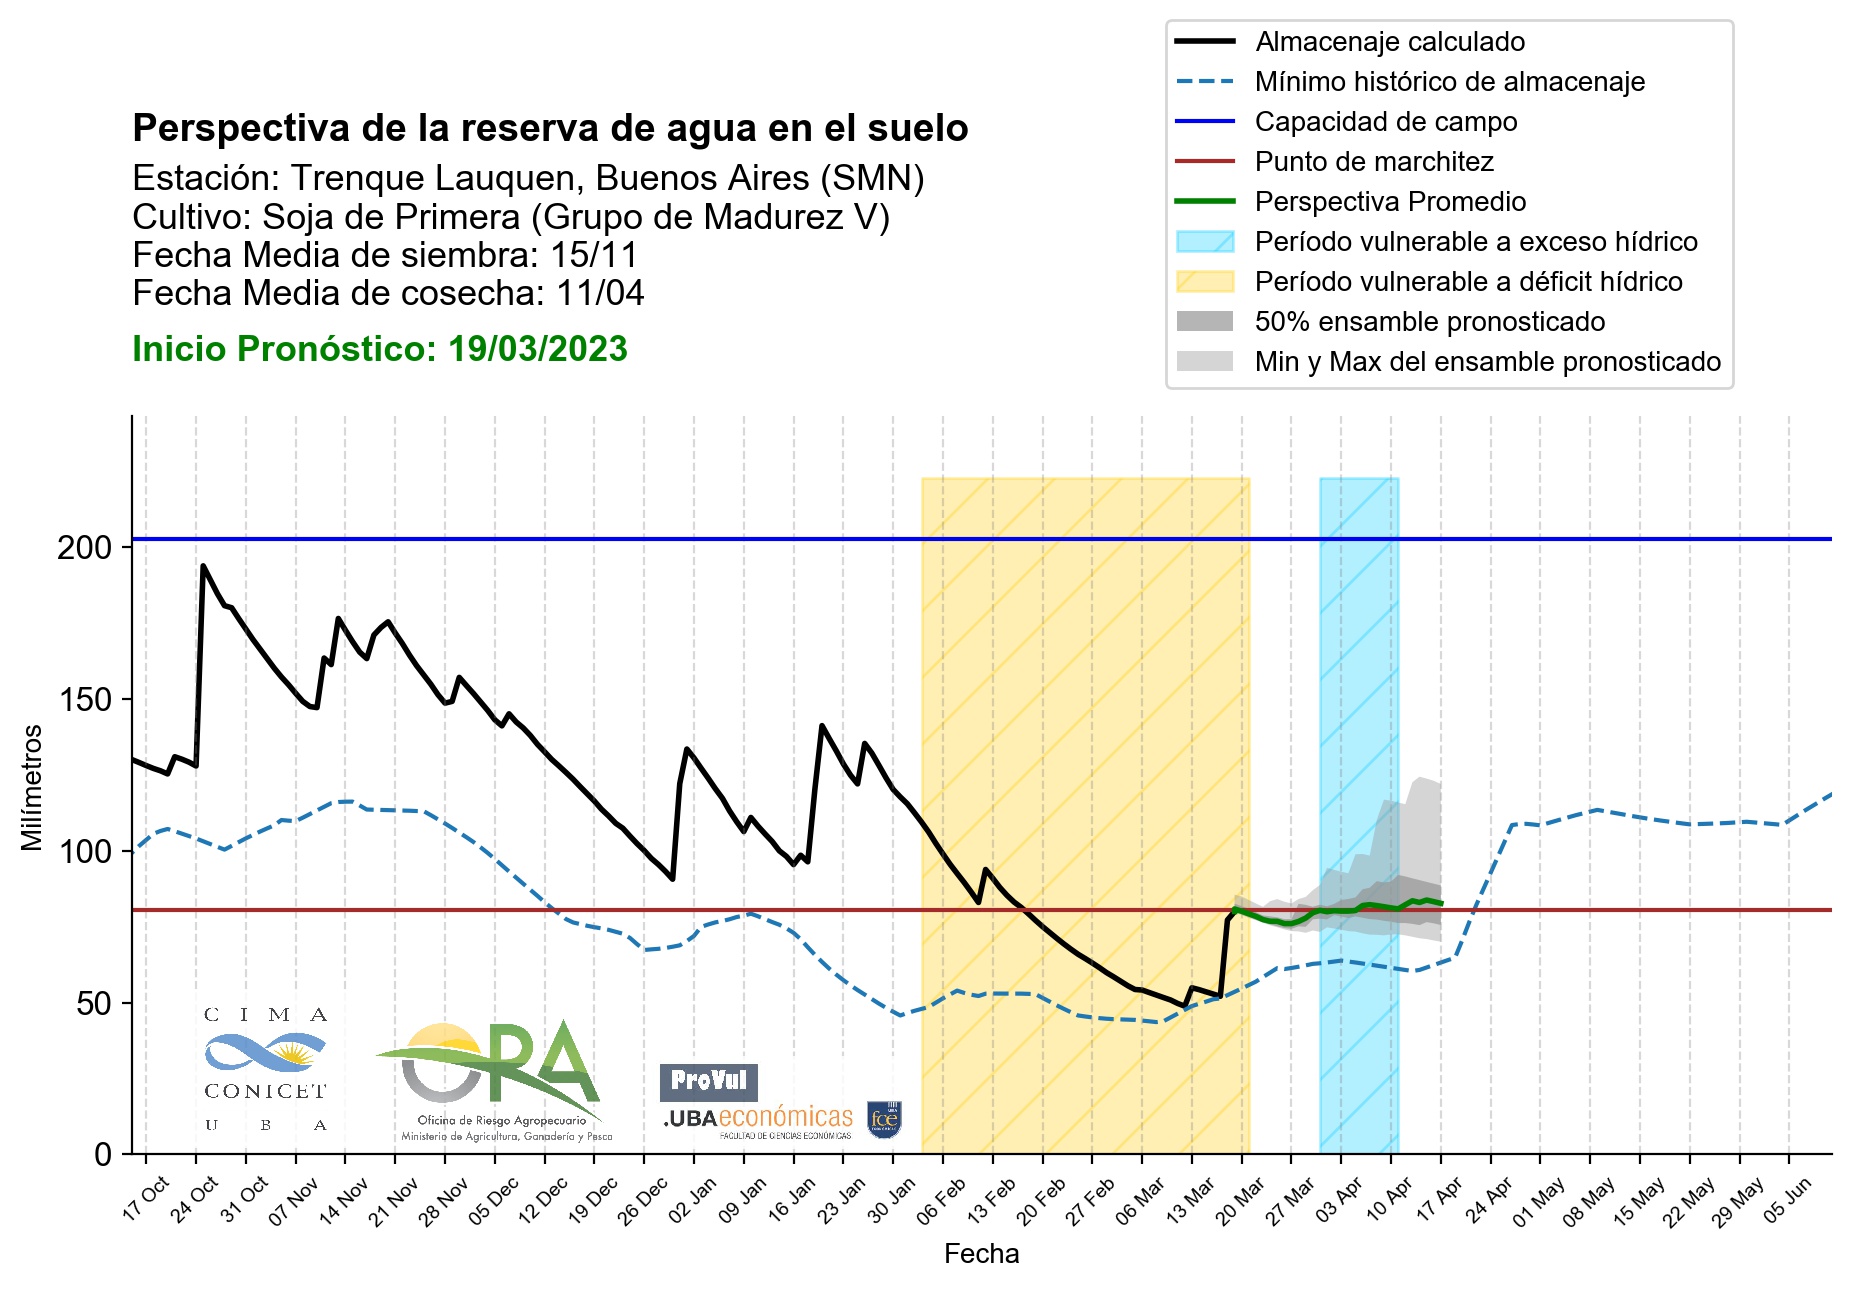 Almacenaje calculado
Mínimo histórico de almacenaje
Capacidad de campo
Punto de marchitez
Perspectiva Promedio
Período vulnerable a exceso hídrico
Período vulnerable a déficit hídrico
50% ensamble pronosticado
Min y Max del ensamble pronosticado
Perspectiva de la reserva de agua en el suelo
Estación: Trenque Lauquen, Buenos Aires (SMN)
Cultivo: Soja de Primera (Grupo de Madurez V)
Fecha Media de siembra: 15/11
Fecha Media de cosecha: 11/04
Inicio Pronóstico: 19/03/2023
Milímetros
200
150
100
50
0
C I M A
CONICET
U B A
ORA
Oficina de Riesgo Agropecuario
Ministerio de Agricultura, Ganadería y Pesca
ProVul
.UBAeconómicas
FACULTAD DE CIENCIAS ECONÓMICAS
fce
17 Oct
24 Oct
31 Oct
07 Nov
14 Nov
21 Nov
28 Nov
05 Dec
12 Dec
19 Dec
26 Dec
02 Jan
09 Jan
16 Jan
23 Jan
30 Jan
06 Feb
13 Feb
20 Feb
27 Feb
06 Mar
13 Mar
20 Mar
27 Mar
03 Apr
10 Apr
17 Apr
24 Apr
01 May
08 May
15 May
22 May
29 May
05 Jun
Fecha